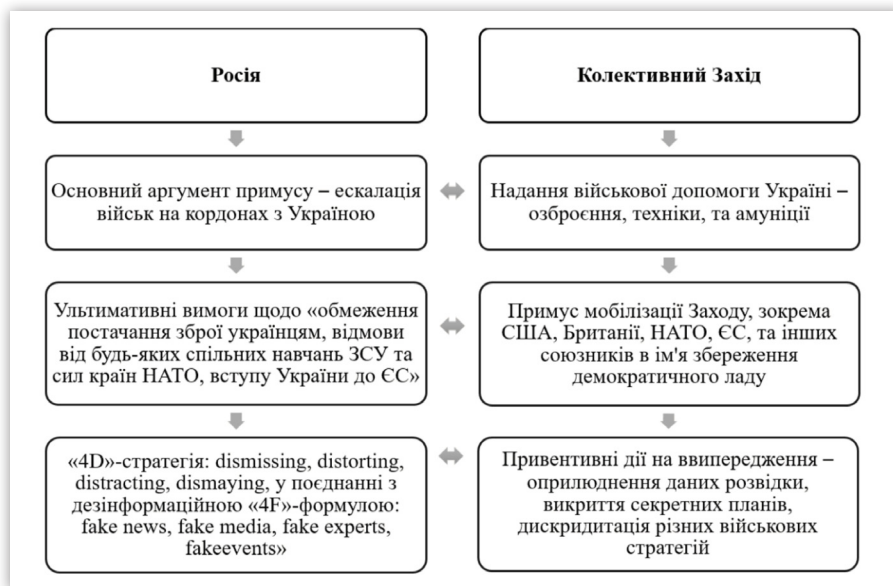 Росія
Колективний Захід
Основний аргумент примусу – ескалація
військ на кордонах з Україною
Надання військової допомоги Україні –
озброєння, техніки, та амуніції
Ультимативні вимоги щодо «обмеження
постачання зброї українцям, відмови
від будь-яких спільних навчань ЗСУ та
сил країн НАТО, вступу України до ЄС»
Примус мобілізації Заходу, зокрема
США, Британії, НАТО, ЄС, та інших
союзників в ім'я збереження
демократичного ладу
«4D»-стратегія: dismissing, distorting,
distracting, dismaying, у поєднанні з
дезінформаційною «4F»-формулою:
fake news, fake media, fake experts,
fakeevents»
Привентивні дії на ввипередження –
оприлюднення даних розвідки,
викриття секретних планів,
дискридитація різних військових
стратегій